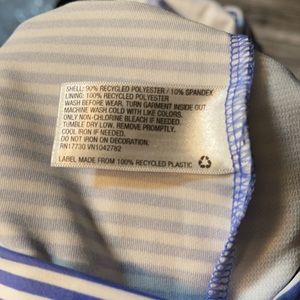 SHELL: 90% RECYCLED POLYESTER / 10% SPANDEX
LINING: 100% RECYCLED POLYESTER
WASH BEFORE WEAR. TURN GARMENT INSIDE OUT.
MACHINE WASH COLD WITH LIKE COLORS.
ONLY NON-CHLORINE BLEACH IF NEEDED.
TUMBLE DRY LOW. REMOVE PROMPTLY.
COOL IRON IF NEEDED.
DO NOT IRON ON DECORATION.
RN17730 VN1042782
LABEL MADE FROM 100% RECYCLED PLASTIC